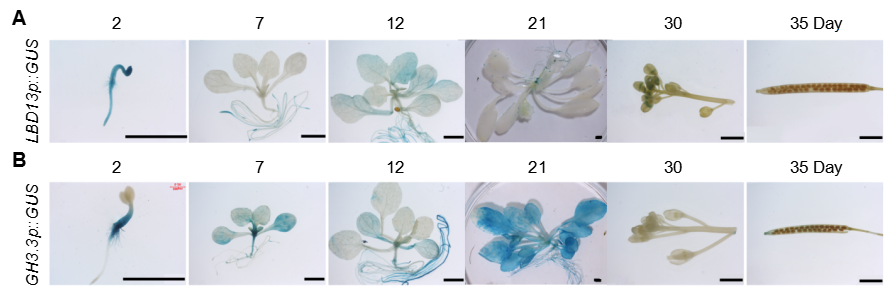 A
2 7 12 21 30 35 Day
LBD13p::GUS
B
2 7 12 21 30 35 Day
GH3.3p::GUS